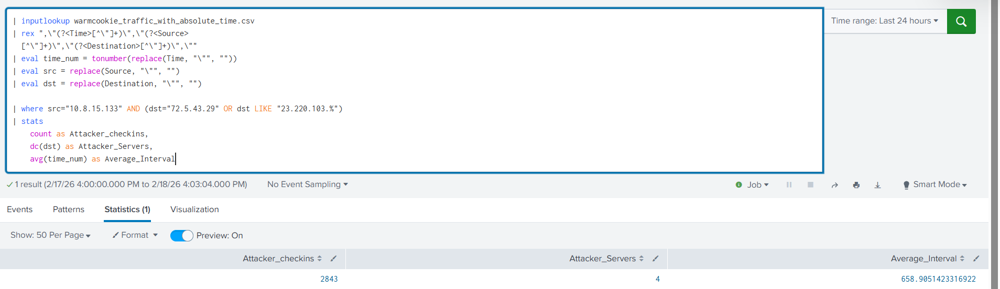 | inputlookup warmcookie_traffic_with_absolute_time.csv
| rex ",\"(?<Time>[^\"]+)\",\"(?<Source>
[^\"]+)\",\"(?<Destination>[^\"]+)\",\""
| eval time_num = tonumber(replace(Time, "\"", ""))
| eval src = replace(Source, "\"", "")
| eval dst = replace(Destination, "\"", "")
| where src="10.8.15.133" AND (dst="72.5.43.29" OR dst LIKE "23.220.103.%")
| stats
count as Attacker_checkins,
dc(dst) as Attacker_Servers,
avg(time_num) as Average_Interval
Time range: Last 24 hours
1 result (2/17/26 4:00:00.000 PM to 2/18/26 4:03:04.000 PM) No Event Sampling Job Smart Mode
Events Patterns Statistics (1) Visualization
Show: 50 Per Page Format Preview: On
Attacker_checkins Attacker_Servers Average_Interval
2843 4 658.9051423316922